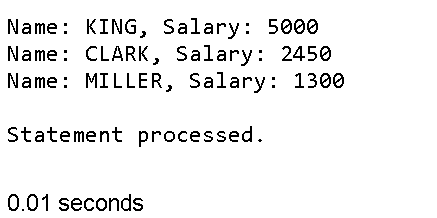 Name: KING, Salary: 5000
Name: CLARK, Salary: 2450
Name: MILLER, Salary: 1300
Statement processed.
0.01 seconds